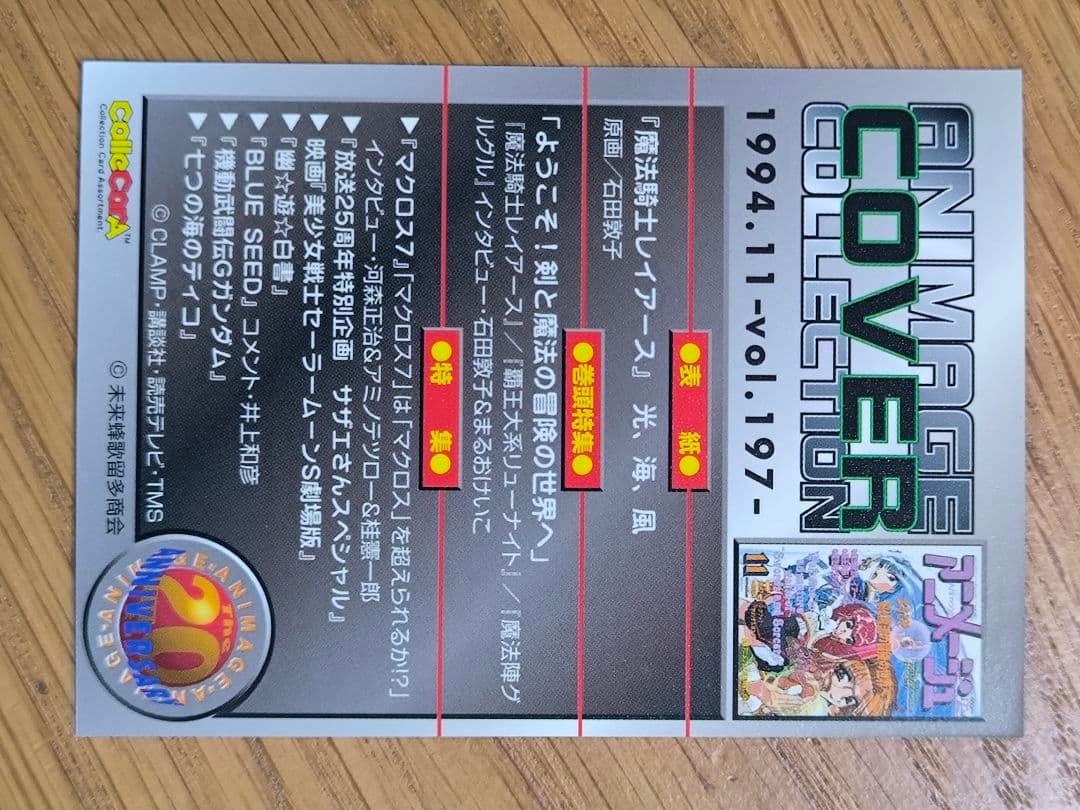 ANIMAGE
COVER
COLLECTION
1994.11-vol.197-
アニメージュ
11
●表　紙●
『魔法騎士レイアース』 光、海、風
原画／石田敦子
●巻頭特集●
「ようこそ！剣と魔法の冒険の世界へ」
『魔法騎士レイアース』／『覇王大系リューナイト』／『魔法陣グ
ルグル』インタビュー・石田敦子&まるおけいこ
●特　集●
▶『マクロス7』「マクロス7」は「マクロス」を超えられるか!?」
インタビュー・河森正治&アミノテツロー&桂憲一郎
▶『放送25周年特別企画　サザエさんスペシャル』
▶映画『美少女戦士セーラームーンS劇場版』
▶『幽☆遊☆白書』
▶『BLUE SEED』コメント・井上和彦
▶『機動武闘伝Gガンダム』
▶『七つの海のティコ』
©CLAMP・講談社・読売テレビ・TMS
ColleCarA™
Collection Card Assortment.
© 未来蜂歌留多商会
The
20
ANNIVERSARY